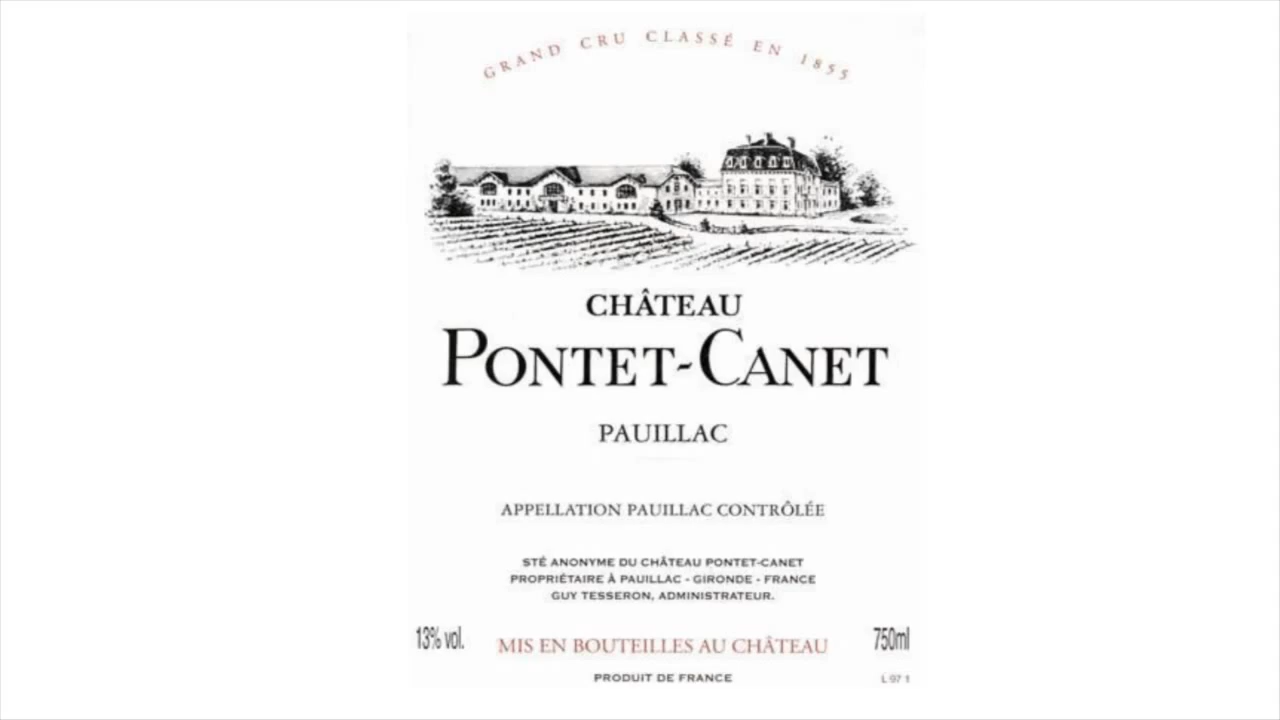 GRAND CRU CLASSÉ EN 1855
CHÂTEAU
PONTET-CANET
PAUILLAC
APPELLATION PAUILLAC CONTRÔLÉE
STÉ ANONYME DU CHÂTEAU PONTET-CANET
PROPRIÉTAIRE À PAUILLAC - GIRONDE - FRANCE
GUY TESSERON, ADMINISTRATEUR.
13% vol.
MIS EN BOUTEILLES AU CHÂTEAU
750ml
PRODUIT DE FRANCE
L 97 1